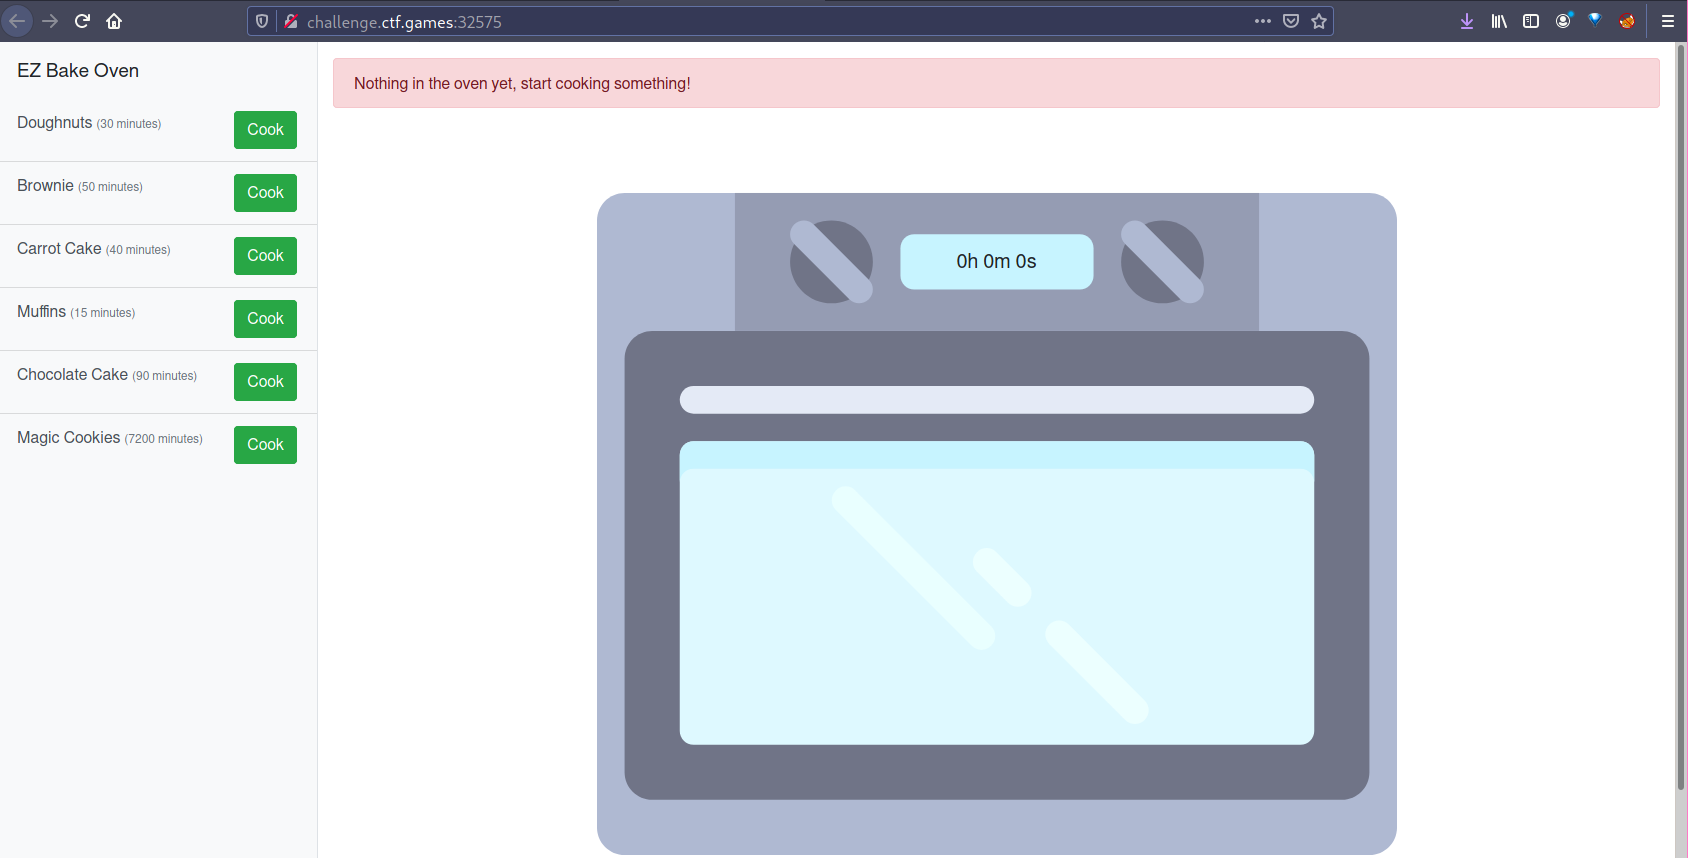 challenge.ctf.games:32575
EZ Bake Oven
Doughnuts (30 minutes) Cook
Brownie (50 minutes) Cook
Carrot Cake (40 minutes) Cook
Muffins (15 minutes) Cook
Chocolate Cake (90 minutes) Cook
Magic Cookies (7200 minutes) Cook
Nothing in the oven yet, start cooking something!
0h 0m 0s